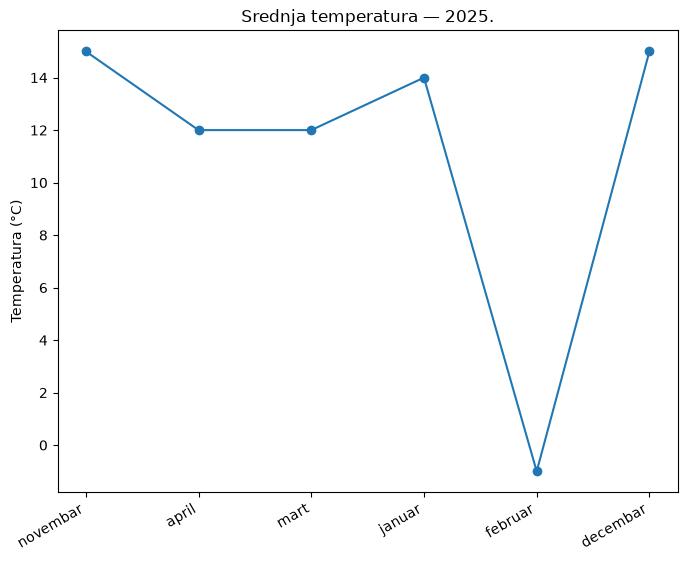 Srednja temperatura — 2025.
Temperatura (°C)
14
12
10
8
6
4
2
0
novembar
april
mart
januar
februar
decembar